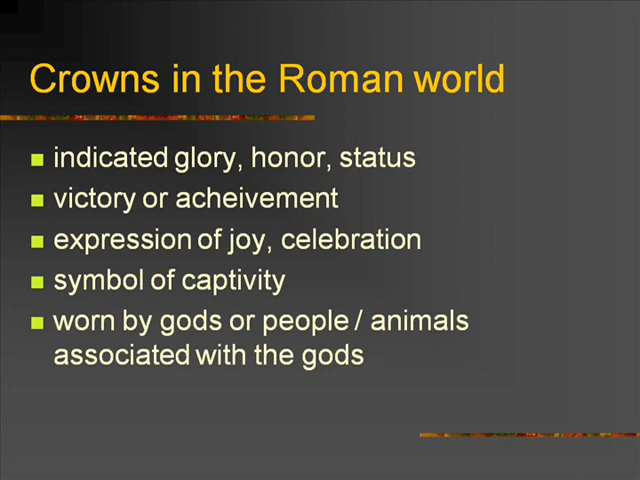 Crowns in the Roman world
indicated glory, honor, status
victory or acheivement
expression of joy, celebration
symbol of captivity
worn by gods or people / animals
associated with the gods